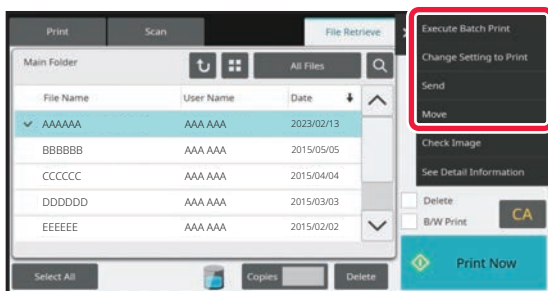 Print Scan File Retrieve
Main Folder All Files
File Name User Name Date
AAAAAA AAA AAA 2023/02/13
BBBBBB AAA AAA 2015/05/05
CCCCCC AAA AAA 2015/04/04
DDDDDD AAA AAA 2015/03/03
EEEEEE AAA AAA 2015/02/02
Select All Copies Delete
Execute Batch Print
Change Setting to Print
Send
Move
Check Image
See Detail Information
Delete
B/W Print CA
Print Now